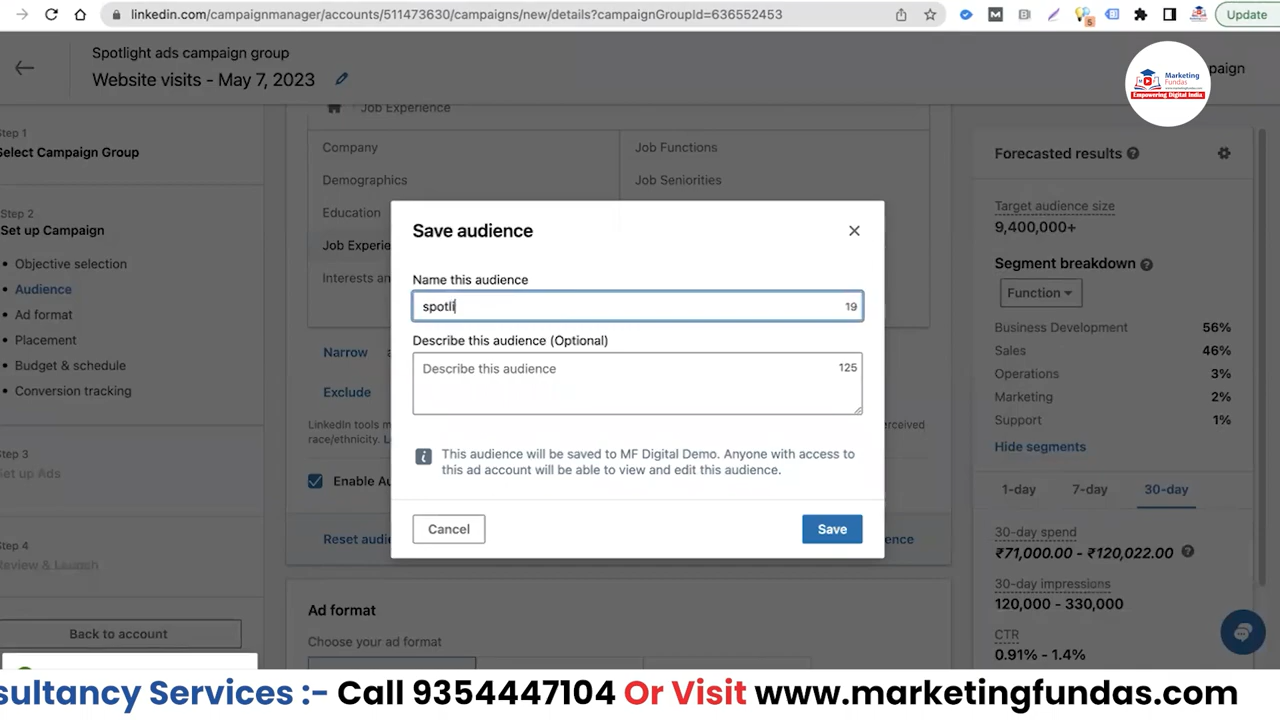 linkedin.com/campaignmanager/accounts/511473630/campaigns/new/details?campaignGroupId=636552453
Update
Spotlight ads campaign group
Website visits - May 7, 2023
Marketing
Fundas
www.marketingfundas.com
Empowering Digital India
paign
Step 1
Select Campaign Group
Step 2
Set up Campaign
Objective selection
Audience
Ad format
Placement
Budget & schedule
Conversion tracking
Step 3
Set up Ads
Step 4
Review & Launch
Back to account
Job Experience
Company
Job Functions
Demographics
Job Seniorities
Education
Job Experie
Interests an
Narrow
Exclude
LinkedIn tools m
erceived
race/ethnicity. L
Enable Au
Reset audie
ence
Save audience
Name this audience
spotli
19
Describe this audience (Optional)
Describe this audience
125
This audience will be saved to MF Digital Demo. Anyone with access to
this ad account will be able to view and edit this audience.
Cancel
Save
Ad format
Choose your ad format
Forecasted results
Target audience size
9,400,000+
Segment breakdown
Function
Business Development 56%
Sales 46%
Operations 3%
Marketing 2%
Support 1%
Hide segments
1-day 7-day 30-day
30-day spend
₹71,000.00 - ₹120,022.00
30-day impressions
120,000 - 330,000
CTR
0.91% - 1.4%
sultancy Services :- Call 9354447104 Or Visit www.marketingfundas.com